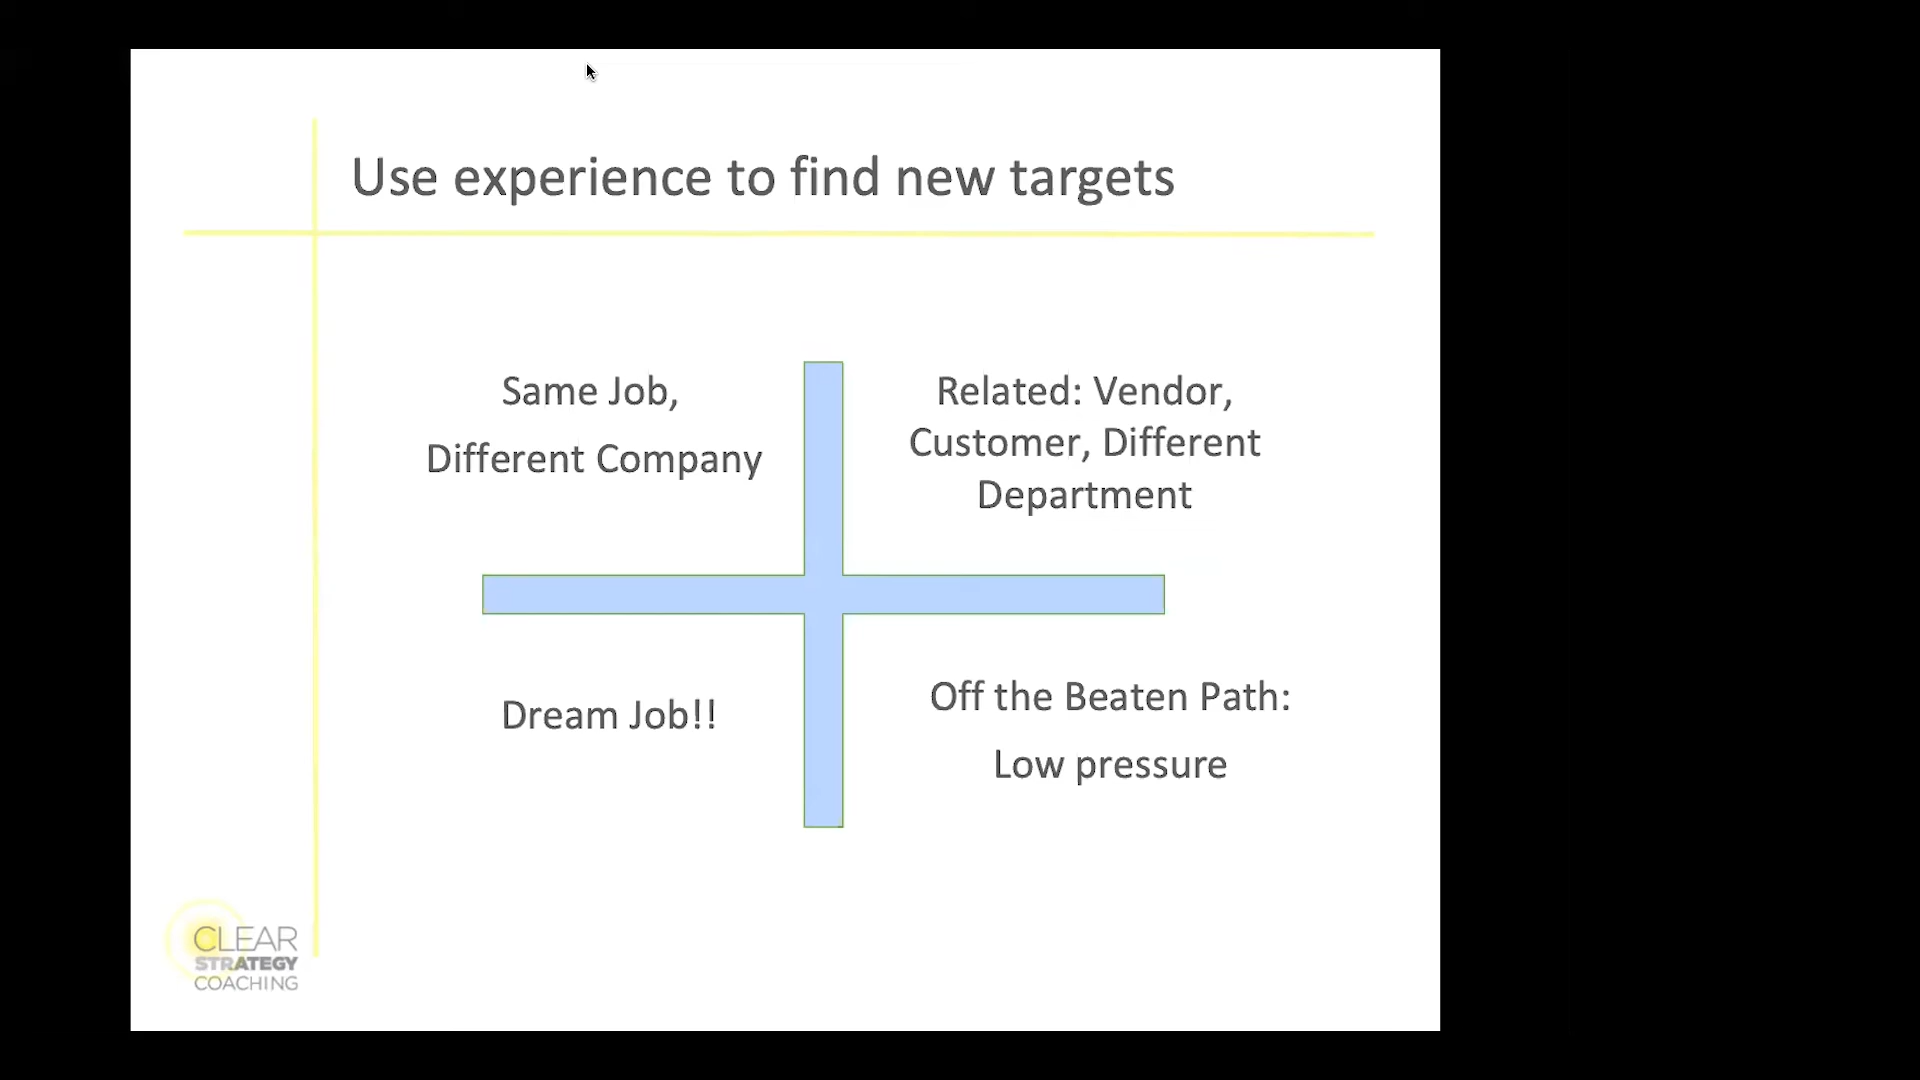 Use experience to find new targets
Same Job,
Different Company
Related: Vendor,
Customer, Different
Department
Dream Job!!
Off the Beaten Path:
Low pressure
CLEAR
STRATEGY
COACHING